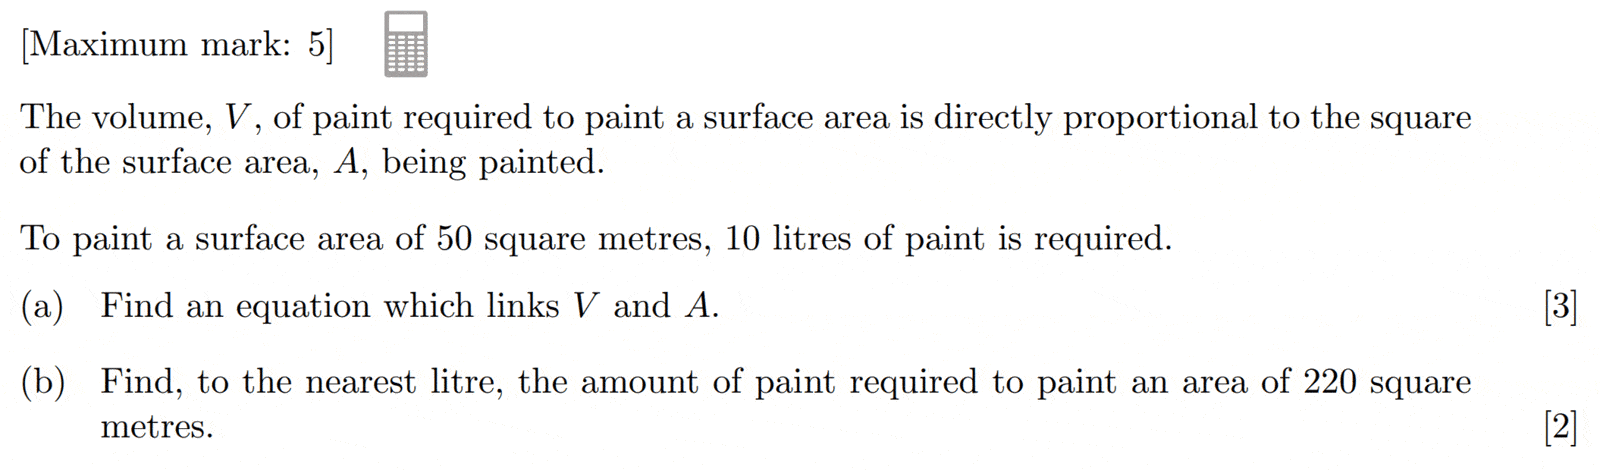 [Maximum mark: 5]
The volume, V, of paint required to paint a surface area is directly proportional to the square
of the surface area, A, being painted.
To paint a surface area of 50 square metres, 10 litres of paint is required.
(a) Find an equation which links V and A. [3]
(b) Find, to the nearest litre, the amount of paint required to paint an area of 220 square
metres. [2]